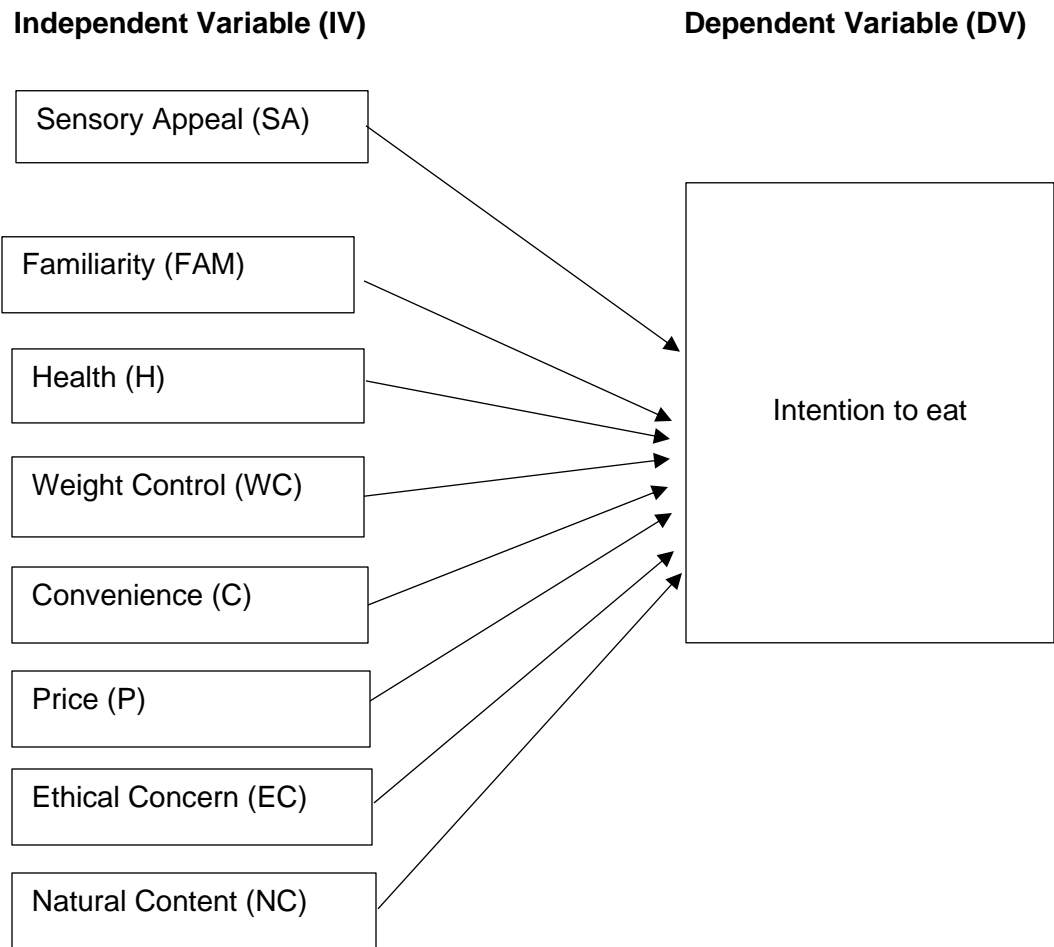 Independent Variable (IV)
Dependent Variable (DV)
Sensory Appeal (SA)
Familiarity (FAM)
Health (H)
Weight Control (WC)
Convenience (C)
Price (P)
Ethical Concern (EC)
Natural Content (NC)
Intention to eat